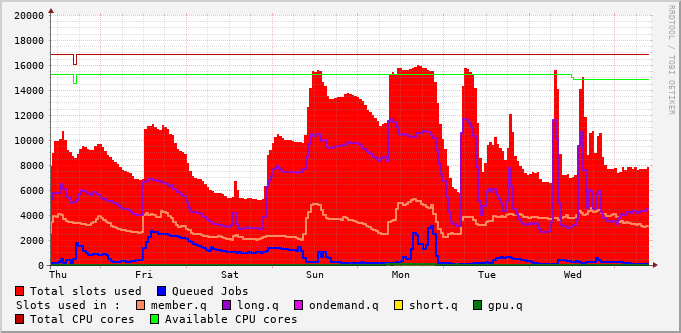 20000
18000
16000
14000
12000
10000
8000
6000
4000
2000
0
Thu Fri Sat Sun Mon Tue Wed
RRDTOOL / TOBI OETIKER
Total slots used Queued Jobs
Slots used in : member.q long.q ondemand.q short.q gpu.q
Total CPU cores Available CPU cores